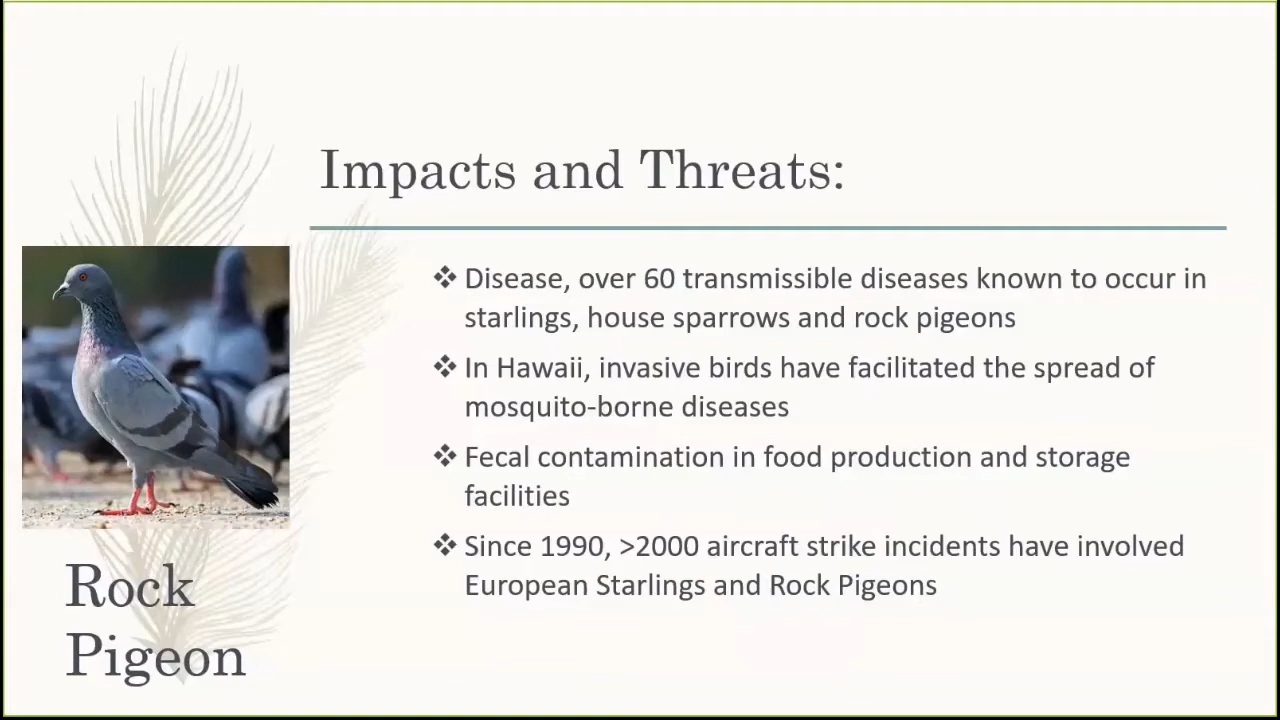 Impacts and Threats:
❖ Disease, over 60 transmissible diseases known to occur in
starlings, house sparrows and rock pigeons
❖ In Hawaii, invasive birds have facilitated the spread of
mosquito-borne diseases
❖ Fecal contamination in food production and storage
facilities
❖ Since 1990, >2000 aircraft strike incidents have involved
European Starlings and Rock Pigeons
Rock
Pigeon